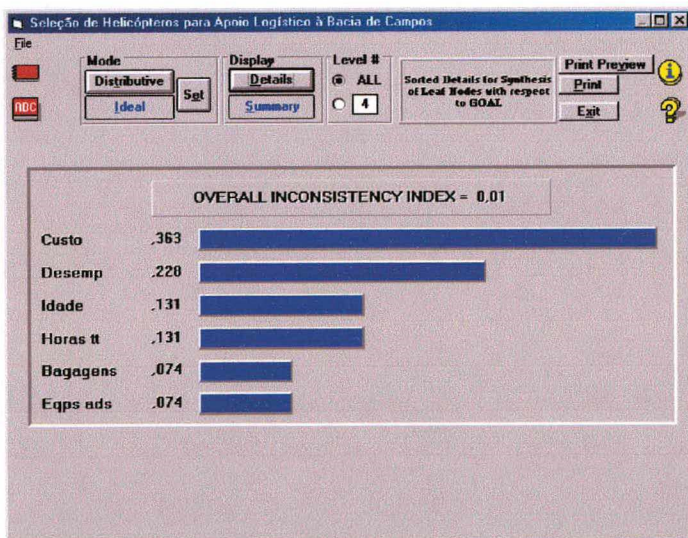 Seleção de Helicópteros para Apoio Logístico à Bacia de Campos
File
Mode
Distributive
Ideal
Set
Display
Details
Summary
Level #
ALL
4
Sorted Details for Synthesis
of Leaf Nodes with respect
to GOAL
Print Preview
Print
Exit
ABC
OVERALL INCONSISTENCY INDEX = 0,01
Custo ,363
Desemp ,228
Idade ,131
Horas tt ,131
Bagagens ,074
Eqps ads ,074